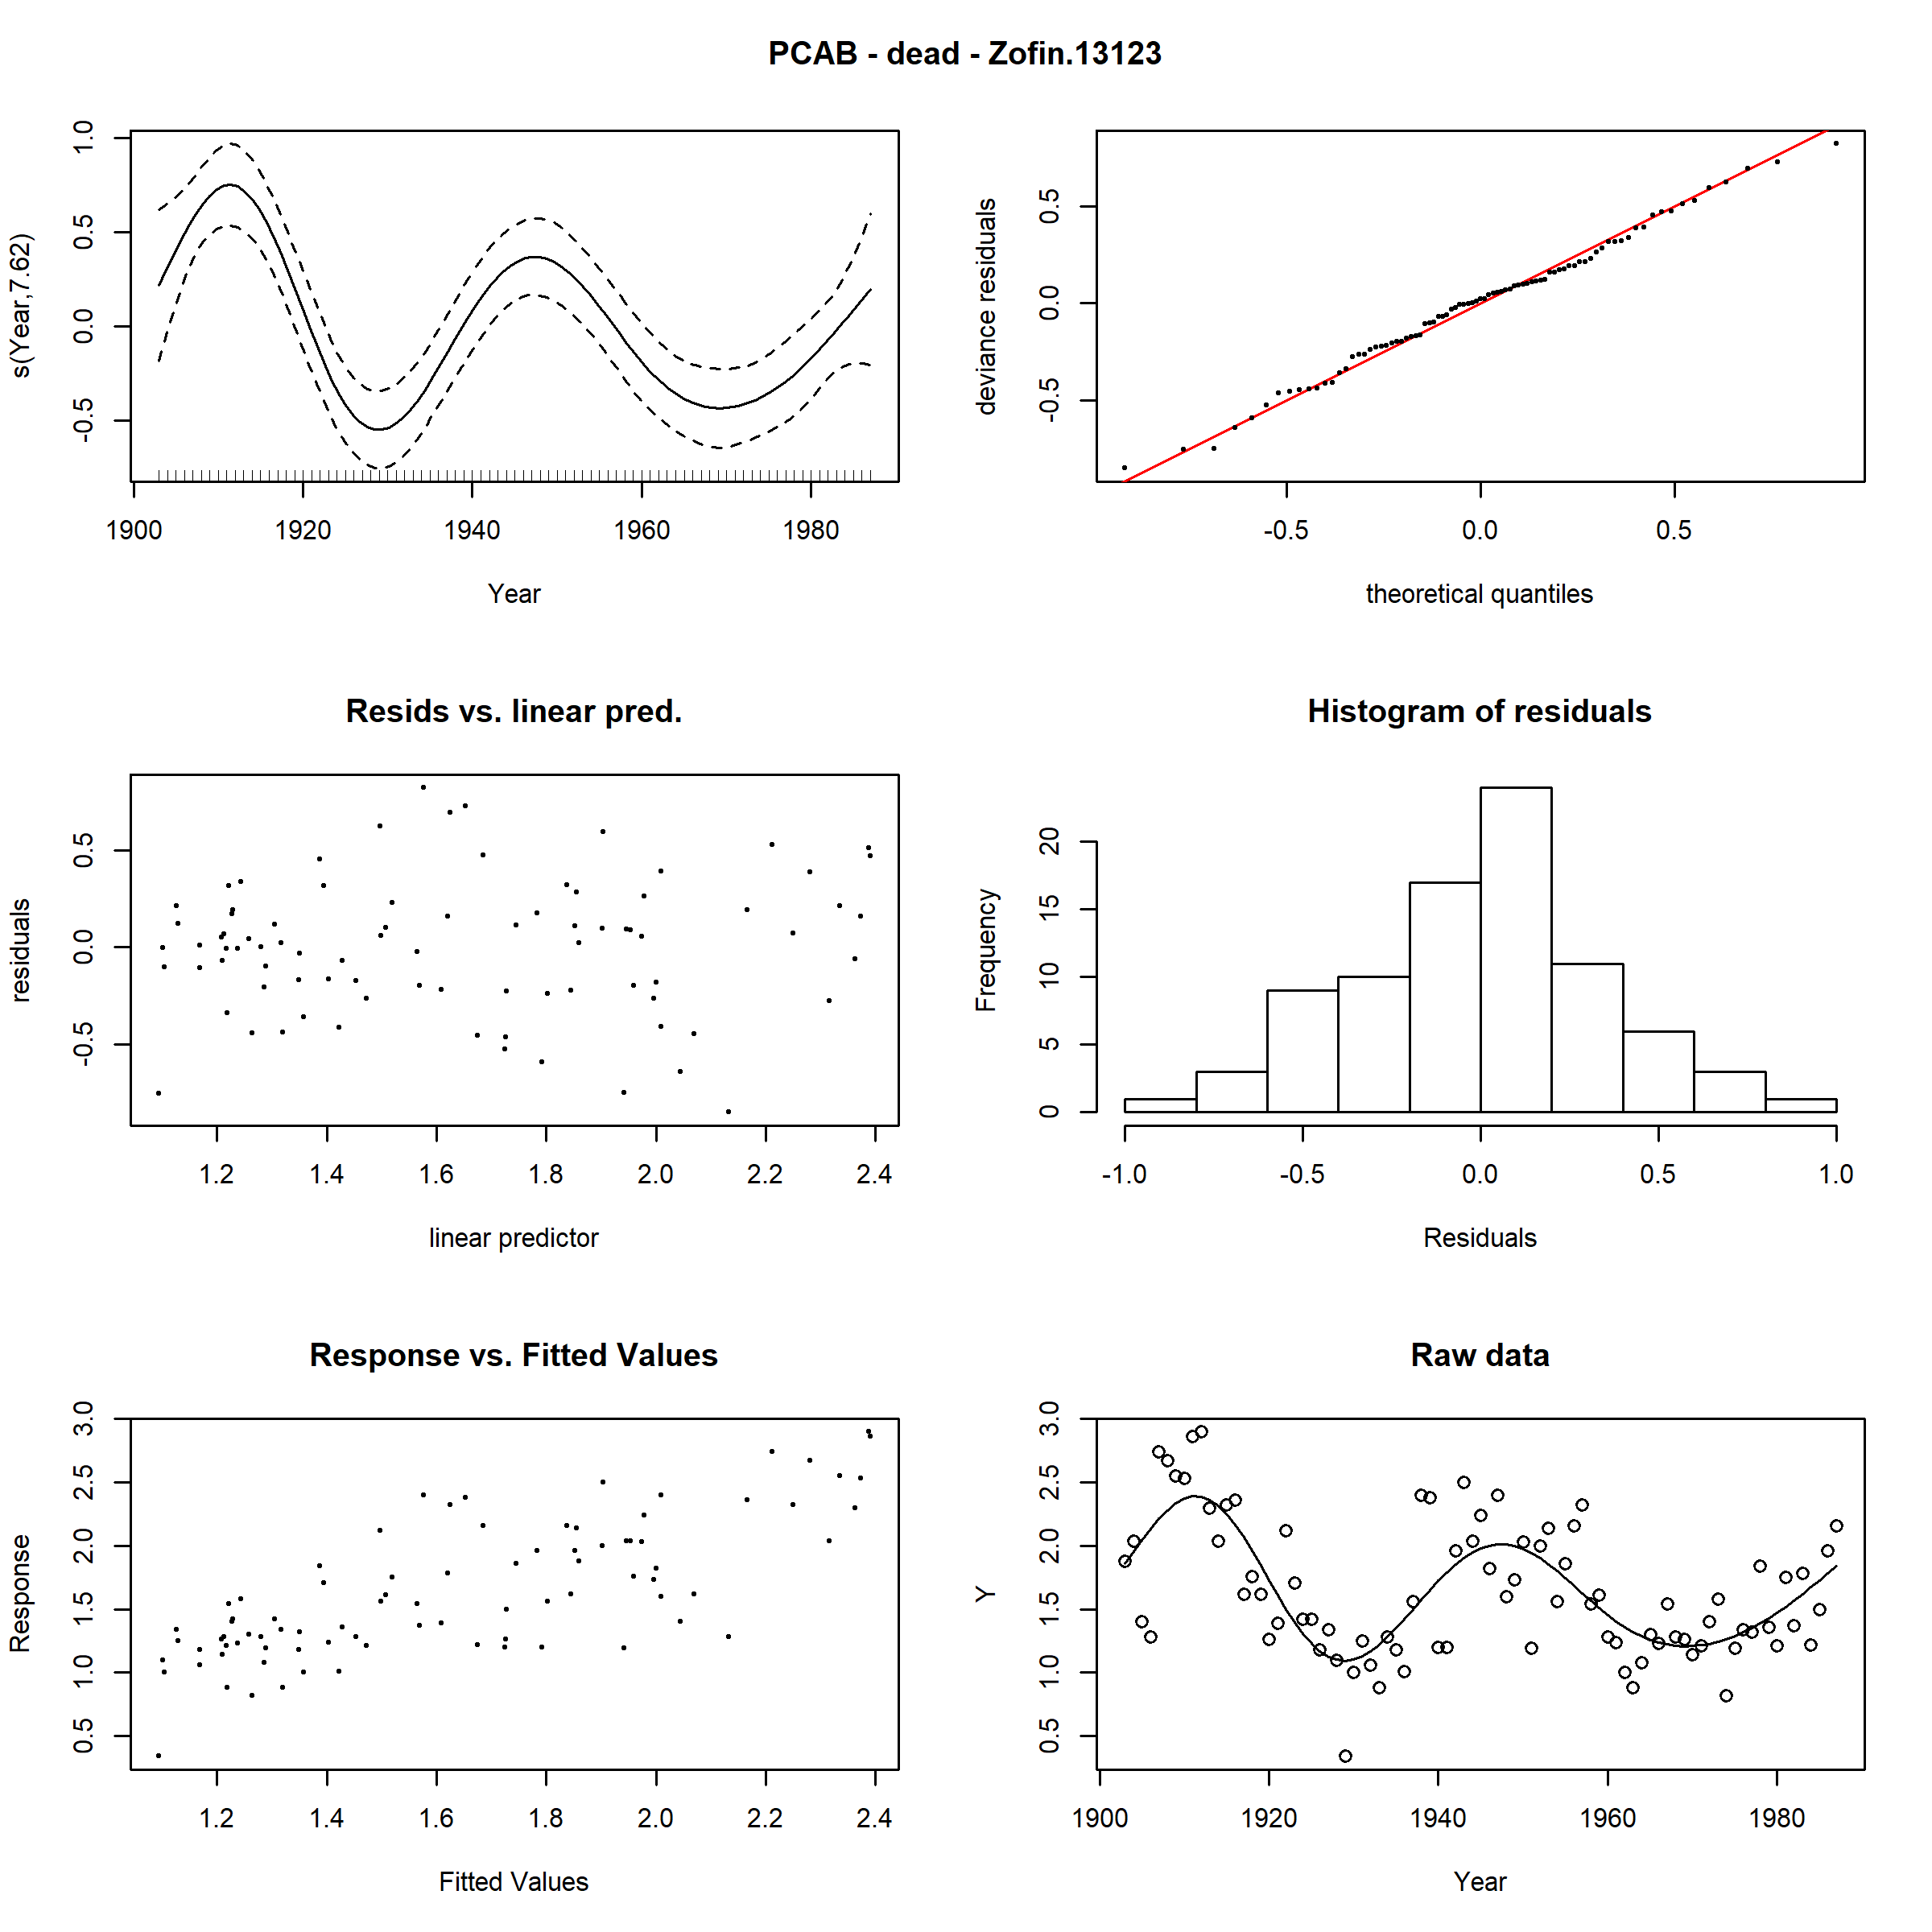 PCAB - dead - Zofin.13123
s(Year,7.62)
1.0
0.5
0.0
-0.5
1900 1920 1940 1960 1980
Year
deviance residuals
0.5
0.0
-0.5
-0.5 0.0 0.5
theoretical quantiles
Resids vs. linear pred.
residuals
0.5
0.0
-0.5
1.2 1.4 1.6 1.8 2.0 2.2 2.4
linear predictor
Histogram of residuals
Frequency
20
15
10
5
0
-1.0 -0.5 0.0 0.5 1.0
Residuals
Response vs. Fitted Values
Response
3.0
2.5
2.0
1.5
1.0
0.5
1.2 1.4 1.6 1.8 2.0 2.2 2.4
Fitted Values
Raw data
Y
3.0
2.5
2.0
1.5
1.0
0.5
1900 1920 1940 1960 1980
Year